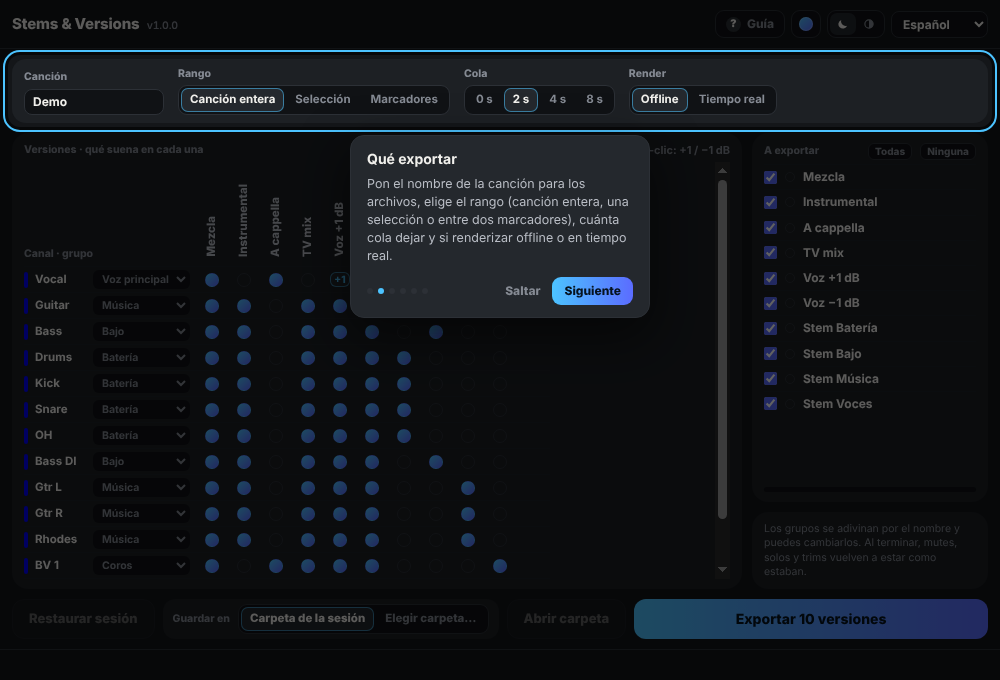 Stems & Versions v1.0.0
? Guía
Español
Canción
Rango
Cola
Render
Demo
Canción entera
Selección
Marcadores
0 s
2 s
4 s
8 s
Offline
Tiempo real
Versiones · qué suena en cada una
-clic: +1 / −1 dB
Canal · grupo
Mezcla
Instrumental
A cappella
TV mix
Voz +1 dB
Qué exportar
Pon el nombre de la canción para los
archivos, elige el rango (canción entera, una
selección o entre dos marcadores), cuánta
cola dejar y si renderizar offline o en tiempo
real.
Saltar
Siguiente
Vocal Voz principal +1
Guitar Música
Bass Bajo
Drums Batería
Kick Batería
Snare Batería
OH Batería
Bass DI Bajo
Gtr L Música
Gtr R Música
Rhodes Música
BV 1 Coros
A exportar
Todas
Ninguna
Mezcla
Instrumental
A cappella
TV mix
Voz +1 dB
Voz −1 dB
Stem Batería
Stem Bajo
Stem Música
Stem Voces
Los grupos se adivinan por el nombre y
puedes cambiarlos. Al terminar, mutes,
solos y trims vuelven a estar como
estaban.
Restaurar sesión
Guardar en
Carpeta de la sesión
Elegir carpeta...
Abrir carpeta
Exportar 10 versiones